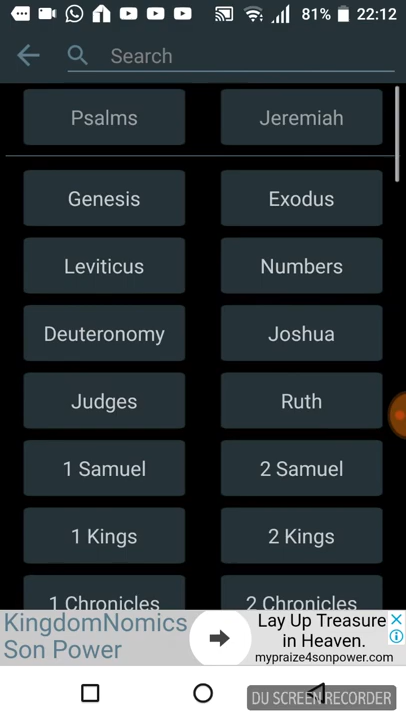 81% 22:12
Search
Psalms Jeremiah
Genesis Exodus
Leviticus Numbers
Deuteronomy Joshua
Judges Ruth
1 Samuel 2 Samuel
1 Kings 2 Kings
1 Chronicles 2 Chronicles
KingdomNomics
Son Power
Lay Up Treasure
in Heaven.
mypraize4sonpower.com
DU SCREEN RECORDER